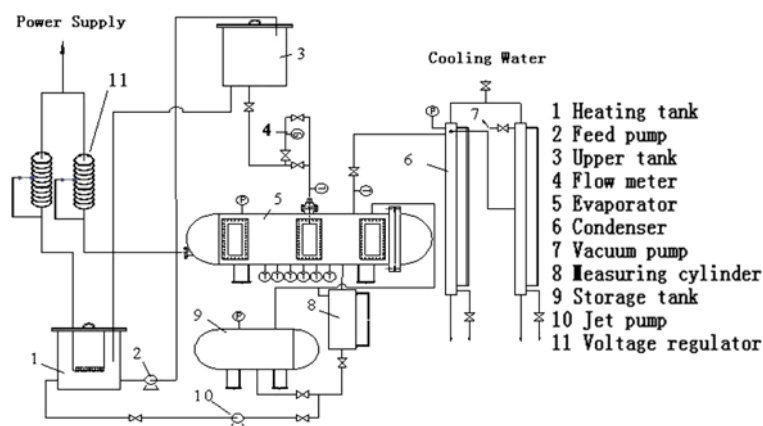 Power Supply
11
3
Cooling Water
P
7
4
6
5
P
T
T
T
T
T
T
8
9
P
1
2
10
1 Heating tank
2 Feed pump
3 Upper tank
4 Flow meter
5 Evaporator
6 Condenser
7 Vacuum pump
8 Measuring cylinder
9 Storage tank
10 Jet pump
11 Voltage regulator